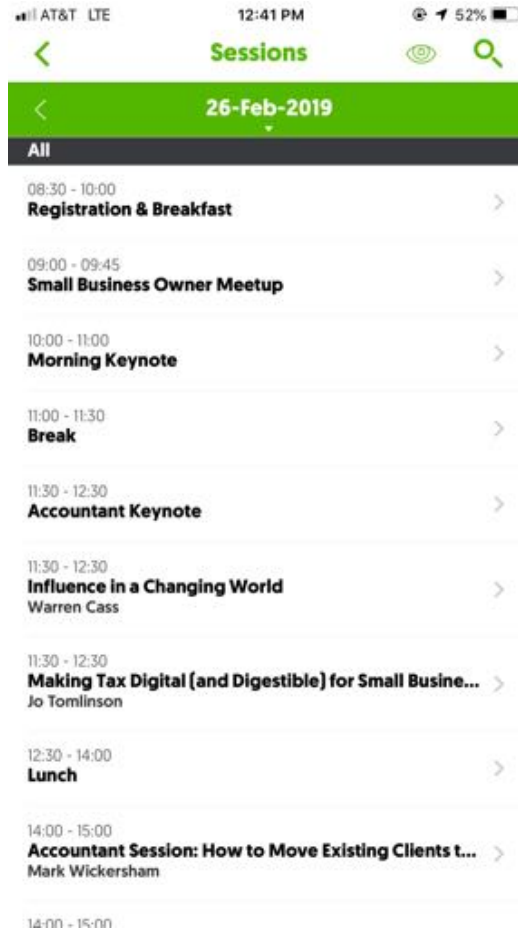 AT&T LTE 12:41 PM 52%
Sessions
26-Feb-2019
All
08:30 - 10:00
Registration & Breakfast
09:00 - 09:45
Small Business Owner Meetup
10:00 - 11:00
Morning Keynote
11:00 - 11:30
Break
11:30 - 12:30
Accountant Keynote
11:30 - 12:30
Influence in a Changing World
Warren Cass
11:30 - 12:30
Making Tax Digital (and Digestible) for Small Busine...
Jo Tomlinson
12:30 - 14:00
Lunch
14:00 - 15:00
Accountant Session: How to Move Existing Clients t...
Mark Wickersham
14:00 - 15:00